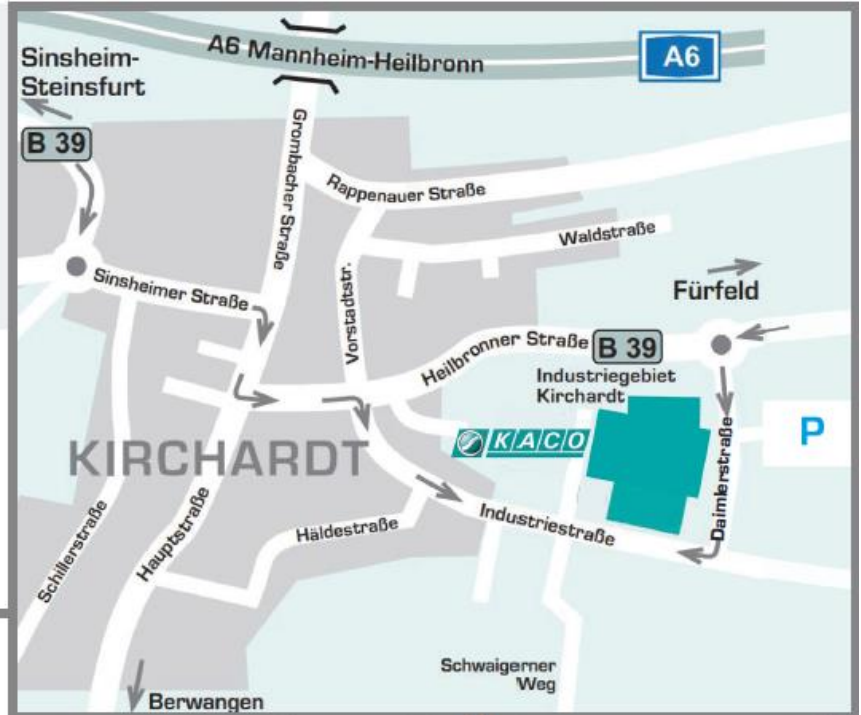 A6 Mannheim-Heilbronn
A6
Sinsheim-
Steinsfurt
B 39
Grombacher Straße
Rappenauer Straße
Waldstraße
Sinsheimer Straße
Vorstadtstr.
Fürfeld
Heilbronner Straße
B 39
Industriegebiet
Kirchardt
KACO
P
KIRCHARDT
Daimlerstraße
Industriestraße
Häldestraße
Hauptstraße
Schillerstraße
Schwaigerner
Weg
Berwangen